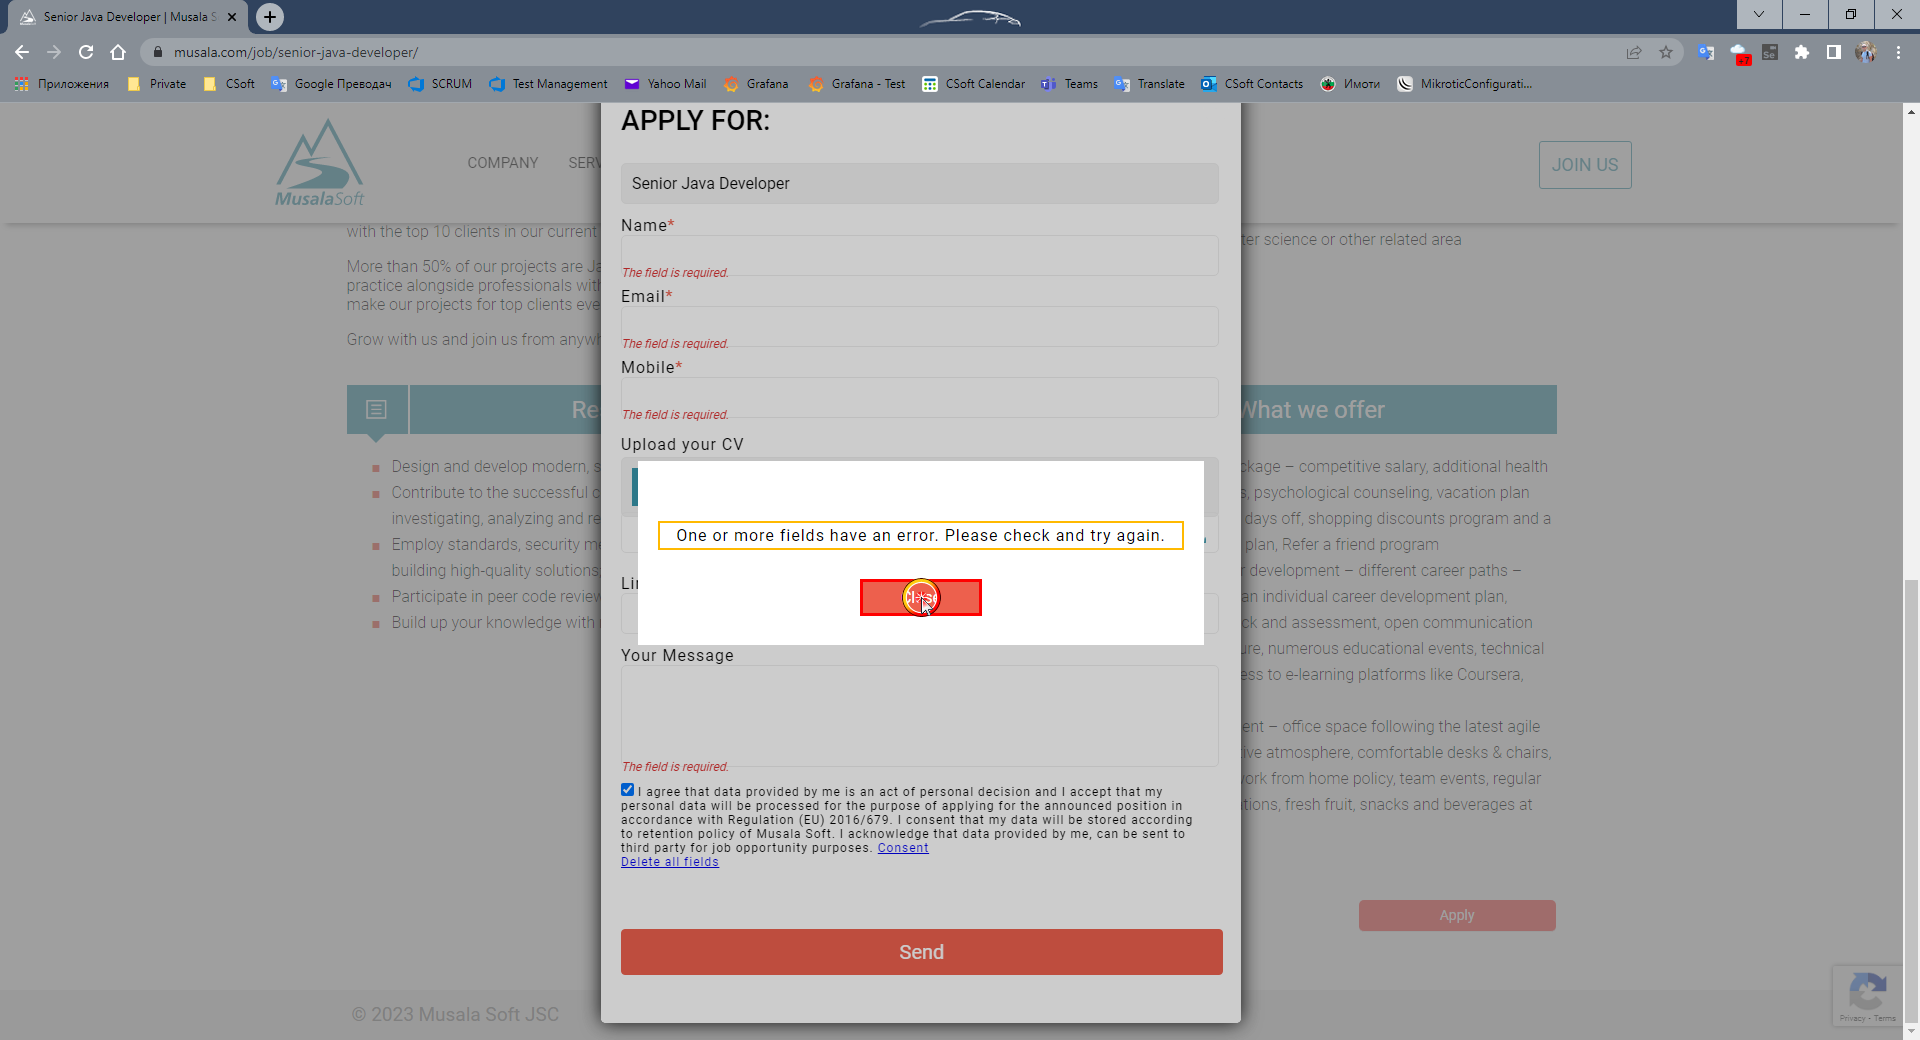 Senior Java Developer | Musala S
musala.com/job/senior-java-developer/
Приложения Private CSoft Google Преводач SCRUM Test Management Yahoo Mail Grafana Grafana - Test CSoft Calendar Teams Translate CSoft Contacts Имоти MikroticConfigurati...
MusalaSoft
COMPANY SERV
JOIN US
APPLY FOR:
Senior Java Developer
Name*
The field is required.
Email*
The field is required.
Mobile*
The field is required.
Upload your CV
One or more fields have an error. Please check and try again.
Close
Your Message
The field is required.
I agree that data provided by me is an act of personal decision and I accept that my
personal data will be processed for the purpose of applying for the announced position in
accordance with Regulation (EU) 2016/679. I consent that my data will be stored according
to retention policy of Musala Soft. I acknowledge that data provided by me, can be sent to
third party for job opportunity purposes. Consent
Delete all fields
Send
with the top 10 clients in our current
More than 50% of our projects are Ja
practice alongside professionals with
make our projects for top clients eve
Grow with us and join us from anywh
Re
Design and develop modern, s
Contribute to the successful c
investigating, analyzing and re
Employ standards, security me
building high-quality solutions;
Participate in peer code review
Build up your knowledge with
ter science or other related area
What we offer
ckage – competitive salary, additional health
s, psychological counseling, vacation plan
days off, shopping discounts program and a
plan, Refer a friend program
r development – different career paths –
an individual career development plan,
ck and assessment, open communication
ure, numerous educational events, technical
ess to e-learning platforms like Coursera,
ent – office space following the latest agile
ive atmosphere, comfortable desks & chairs,
work from home policy, team events, regular
ations, fresh fruit, snacks and beverages at
Apply
© 2023 Musala Soft JSC
Privacy - Terms